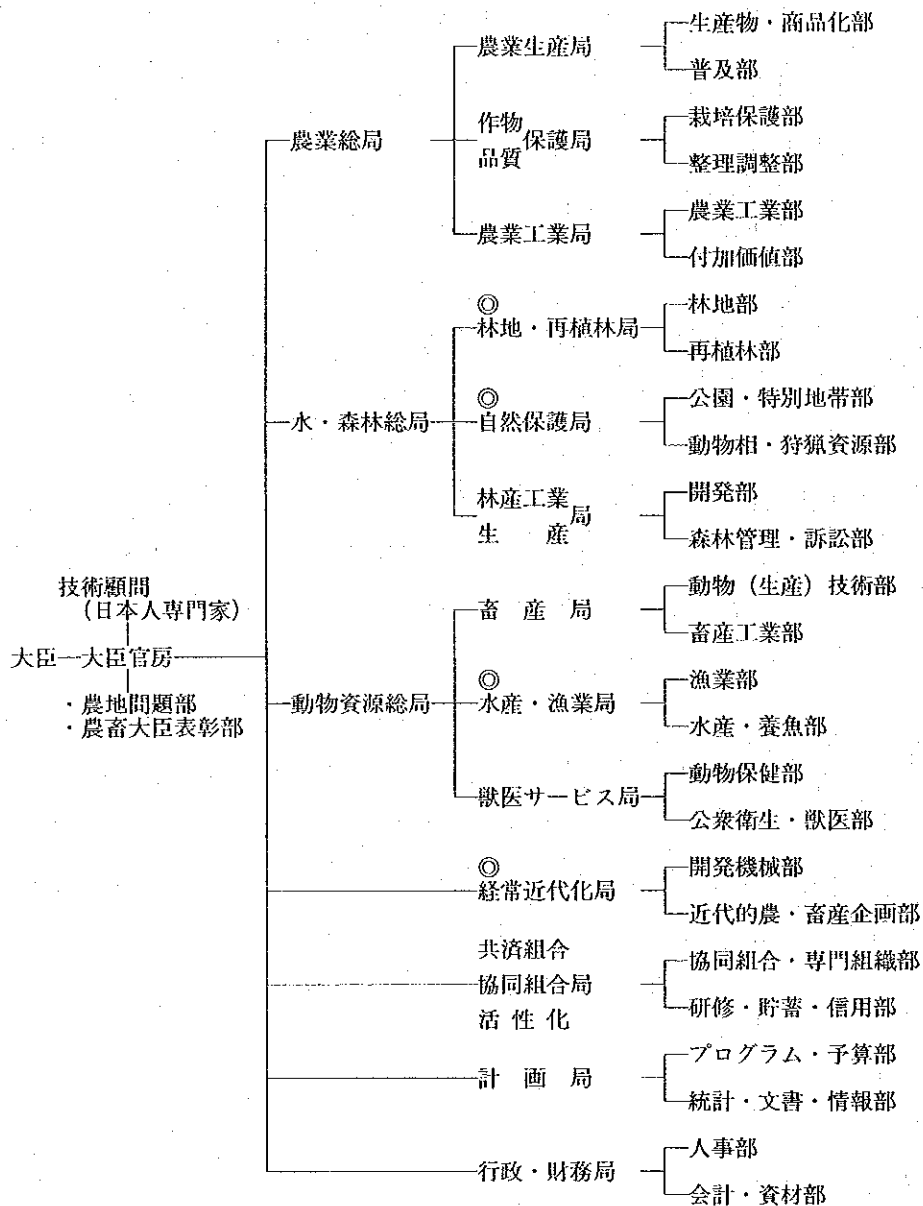 生産物・商品化部
農業生産局
普及部
作物
品質
保護局
栽培保護部
農業総局
整理調整部
農業工業部
農業工業局
付加価値部
◎
林地・再植林局
林地部
再植林部
◎
自然保護局
公園・特別地帯部
水・森林総局
動物相・狩猟資源部
林産工業
生産
局
開発部
森林管理・訴訟部
技術顧問
(日本人専門家)
大臣
大臣官房
・農地問題部
・農畜大臣表彰部
畜産局
動物(生産)技術部
畜産工業部
動物資源総局
◎
水産・漁業局
漁業部
水産・養魚部
獣医サービス局
動物保健部
公衆衛生・獣医部
◎
経常近代化局
開発機械部
近代的農・畜産企画部
共済組合
協同組合局
活性化
協同組合・専門組織部
研修・貯蓄・信用部
計画局
プログラム・予算部
統計・文書・情報部
行政・財務局
人事部
会計・資材部